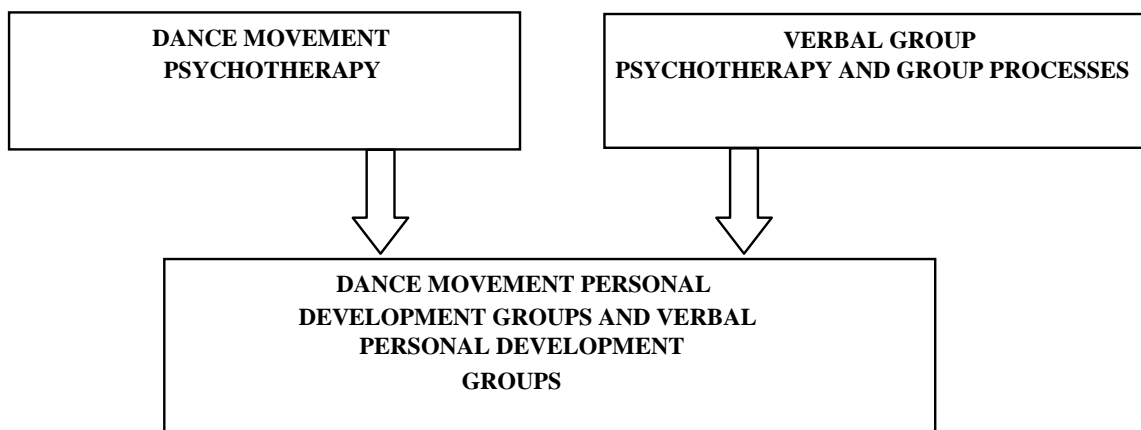 DANCE MOVEMENT
PSYCHOTHERAPY
VERBAL GROUP
PSYCHOTHERAPY AND GROUP PROCESSES
DANCE MOVEMENT PERSONAL
DEVELOPMENT GROUPS AND VERBAL
PERSONAL DEVELOPMENT
GROUPS